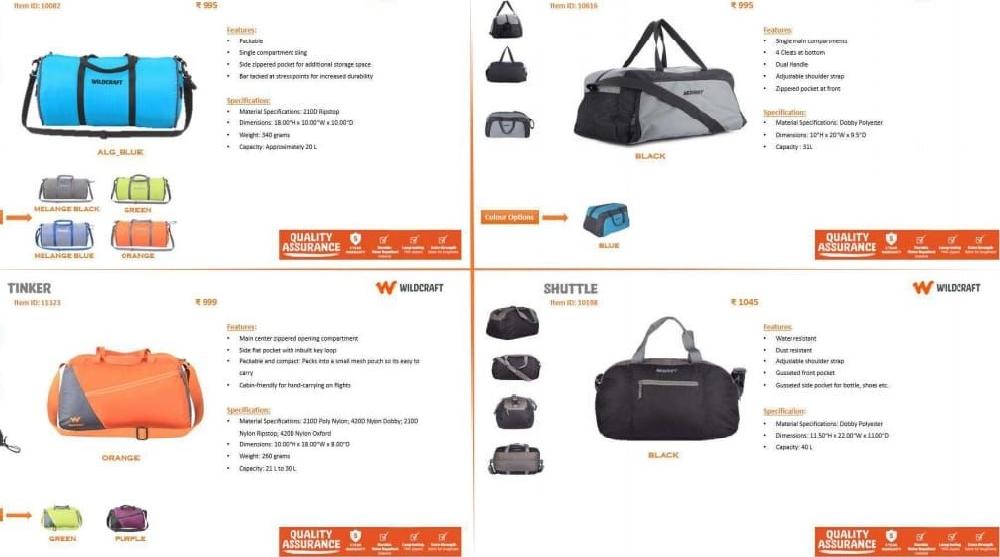 Item ID: 10082
₹ 995
Features:
Packable
Single compartment sling
Side zippered pocket for additional storage space
Bar tacked at stress points for increased durability
Specification:
Material Specifications: 210D Ripstop
Dimensions: 18.00"H x 10.00"W x 10.00"D
Weight: 340 grams
Capacity: Approximately 20 L
WILDCRAFT
ALG_BLUE
MELANGE BLACK
GREEN
MELANGE BLUE
ORANGE
QUALITY
ASSURANCE
Item ID: 10616
₹ 995
Features:
Single main compartments
4 Cleats at bottom
Dual Handle
Adjustable shoulder strap
Zippered pocket at front
Specification:
Material Specifications: Dobby Polyester
Dimensions: 10"H x 20"W x 9.5"D
Capacity : 31L
BLACK
Colour Options
BLUE
QUALITY
ASSURANCE
TINKER
Item ID: 11323
₹ 999
WILDCRAFT
Features:
Main center zippered opening compartment
Side flat pocket with inbuilt key loop
Packable and compact: Packs into a small mesh pouch so its easy to
carry
Cabin-friendly for hand-carrying on flights
Specification:
Material Specifications: 210D Poly Nylon; 420D Nylon Dobby; 210D
Nylon Ripstop; 420D Nylon Oxford
Dimensions: 10.00"H x 18.00"W x 8.00"D
Weight: 260 grams
Capacity: 21 L to 30 L
ORANGE
GREEN
PURPLE
QUALITY
ASSURANCE
SHUTTLE
Item ID: 10198
₹ 1045
WILDCRAFT
Features:
Water resistant
Dust resistant
Adjustable shoulder strap
Gusseted front pocket
Gusseted side pocket for bottle, shoes etc.
Specification:
Material Specifications: Dobby Polyester
Dimensions: 11.50"H x 22.00"W x 11.00"D
Capacity: 40 L
BLACK
QUALITY
ASSURANCE